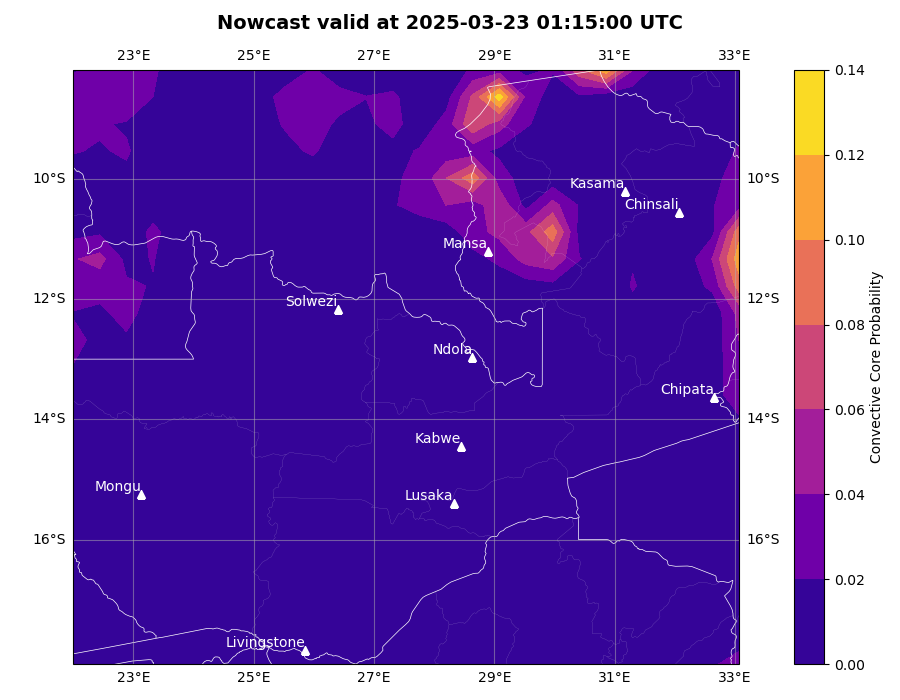 Nowcast valid at 2025-03-23 01:15:00 UTC
23°E 25°E 27°E 29°E 31°E 33°E
0.14
0.12
0.10
0.08
0.06
0.04
0.02
0.00
Convective Core Probability
10°S 10°S
12°S 12°S
14°S 14°S
16°S 16°S
Kasama
Chinsali
Mansa
Solwezi
Ndola
Chipata
Kabwe
Mongu
Lusaka
Livingstone
23°E 25°E 27°E 29°E 31°E 33°E